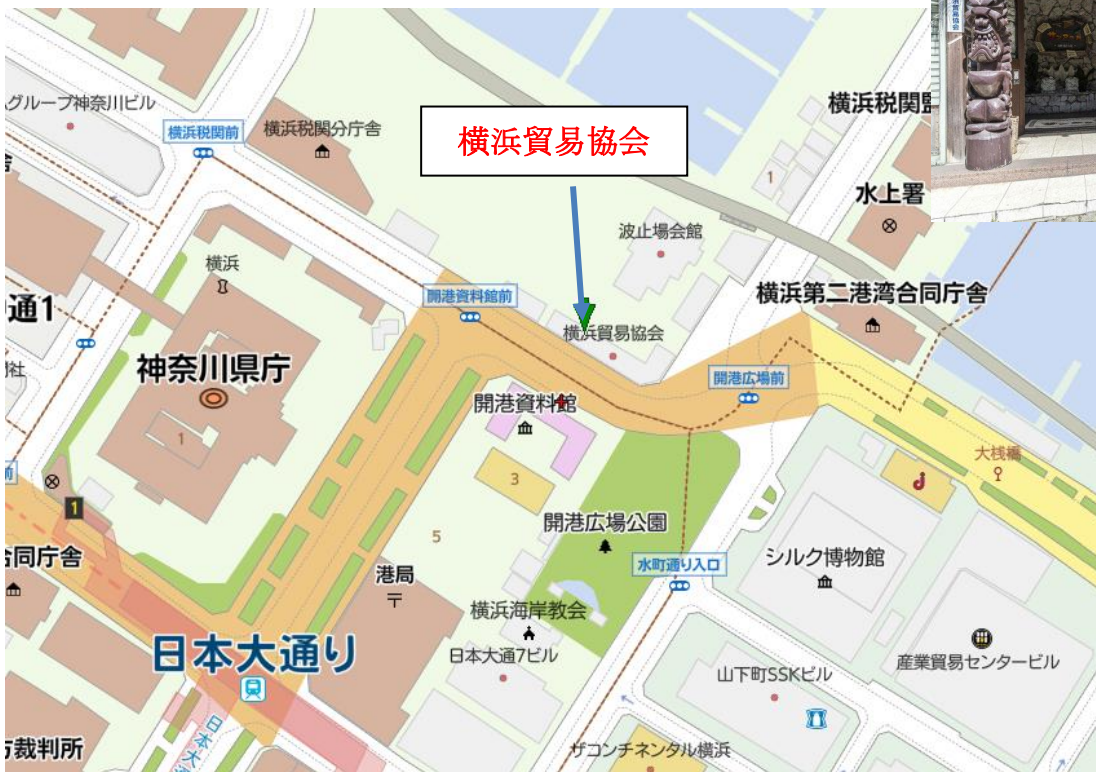 グループ神奈川ビル
横浜税関前
横浜税関分庁舎
横浜貿易協会
1
水上署
波止場会館
横浜
開港資料館前
横浜貿易協会
横浜第二港湾合同庁舎
通1
神奈川県庁
1
開港広場前
開港資料館
3
大桟橋
1
5
開港広場公園
シルク博物館
合同庁舎
港局
水町通り入口
横浜海岸教会
日本大通7ビル
日本大通り
産業貿易センタービル
山下町SSKビル
日本大
裁判所
ザコンチネンタル横浜